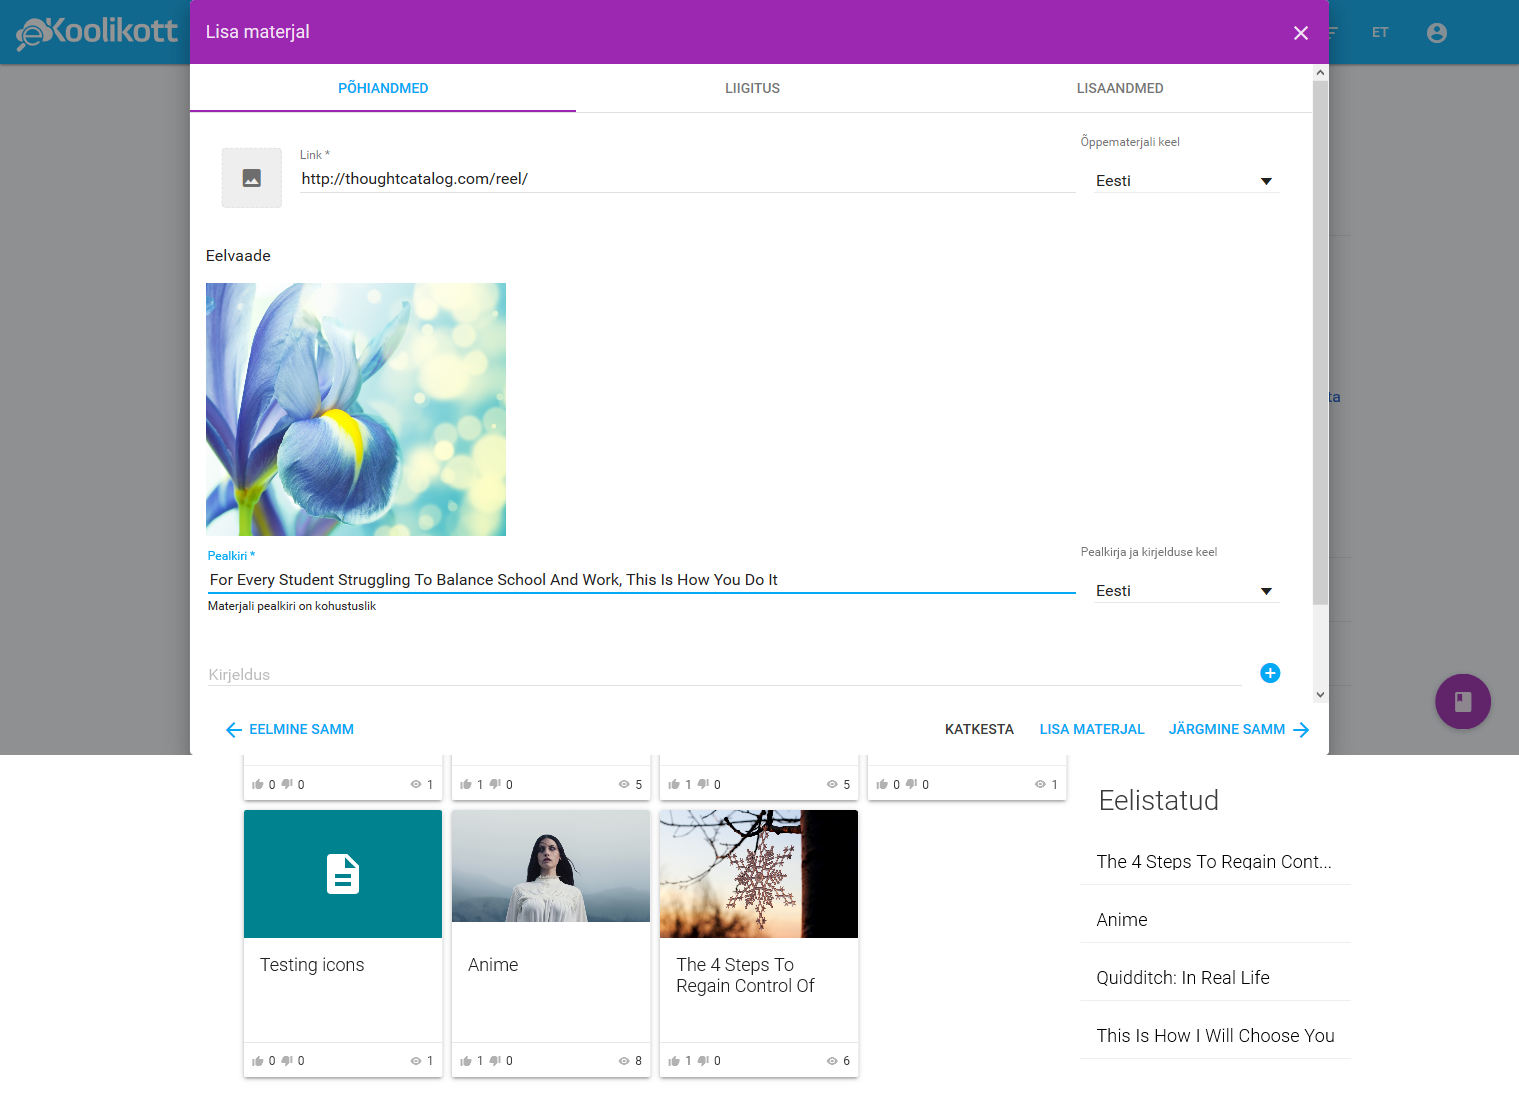 eKoolikott
Lisa materjal
ET
PÕHIANDMED
LIIGITUS
LISAANDMED
Link *
http://thoughtcatalog.com/reel/
Õppematerjali keel
Eesti
Eelvaade
ta
Pealkiri *
For Every Student Struggling To Balance School And Work, This Is How You Do It
Materjali pealkiri on kohustuslik
Pealkirja ja kirjelduse keel
Eesti
Kirjeldus
EELMINE SAMM
KATKESTA
LISA MATERJAL
JÄRGMINE SAMM
0 0 1
1 0 5
1 0 5
0 0 1
Testing icons
0 0 1
Anime
1 0 8
The 4 Steps To
Regain Control Of
1 0 6
Eelistatud
The 4 Steps To Regain Cont...
Anime
Quidditch: In Real Life
This Is How I Will Choose You